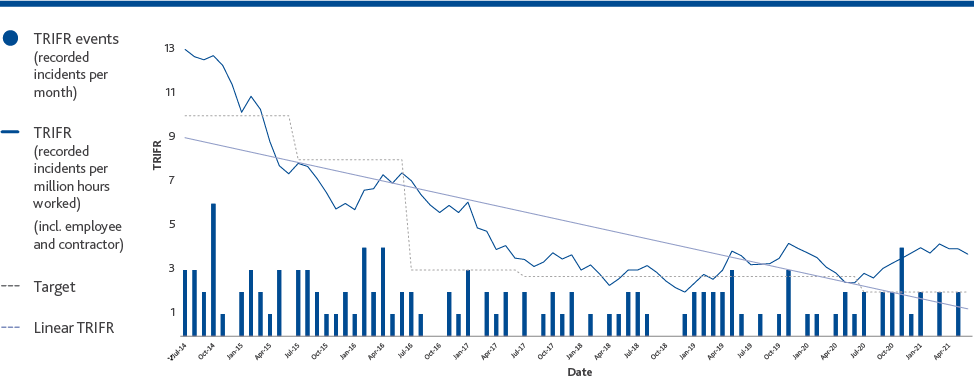 TRIFR events
(recorded
incidents per
month)
TRIFR
(recorded
incidents per
million hours
worked)
(incl. employee
and contractor)
Target
Linear TRIFR
TRIFR
13
11
9
7
5
3
1
Oct-14
Jan-15
Apr-15
Jul-15
Oct-15
Jan-16
Apr-16
Jul-16
Oct-16
Jan-17
Apr-17
Jul-17
Oct-17
Jan-18
Apr-18
Jul-18
Oct-18
Jan-19
Apr-19
Jul-19
Oct-19
Jan-20
Apr-20
Jul-20
Oct-20
Jan-21
Apr-21
Date